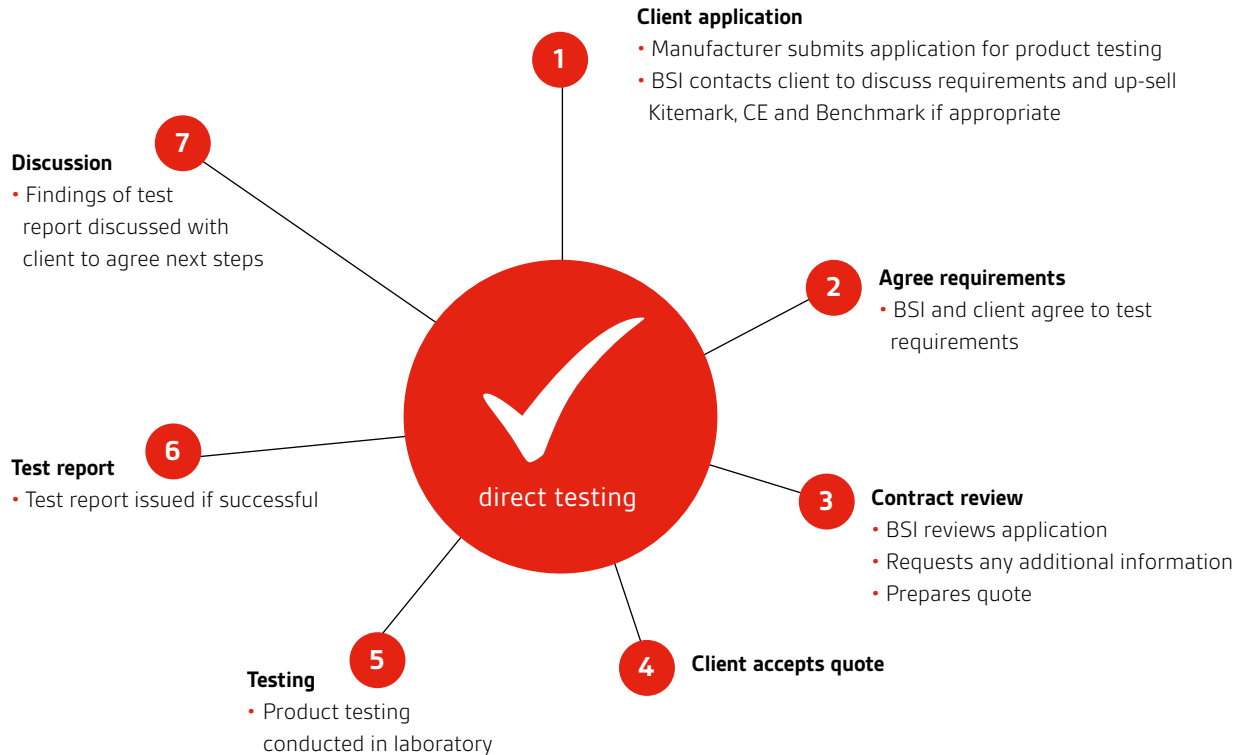 1
Client application
• Manufacturer submits application for product testing
• BSI contacts client to discuss requirements and up-sell
Kitemark, CE and Benchmark if appropriate
2
Agree requirements
• BSI and client agree to test
requirements
3
Contract review
• BSI reviews application
• Requests any additional information
• Prepares quote
4
Client accepts quote
5
Testing
• Product testing
conducted in laboratory
6
Test report
• Test report issued if successful
7
Discussion
• Findings of test
report discussed with
client to agree next steps
direct testing